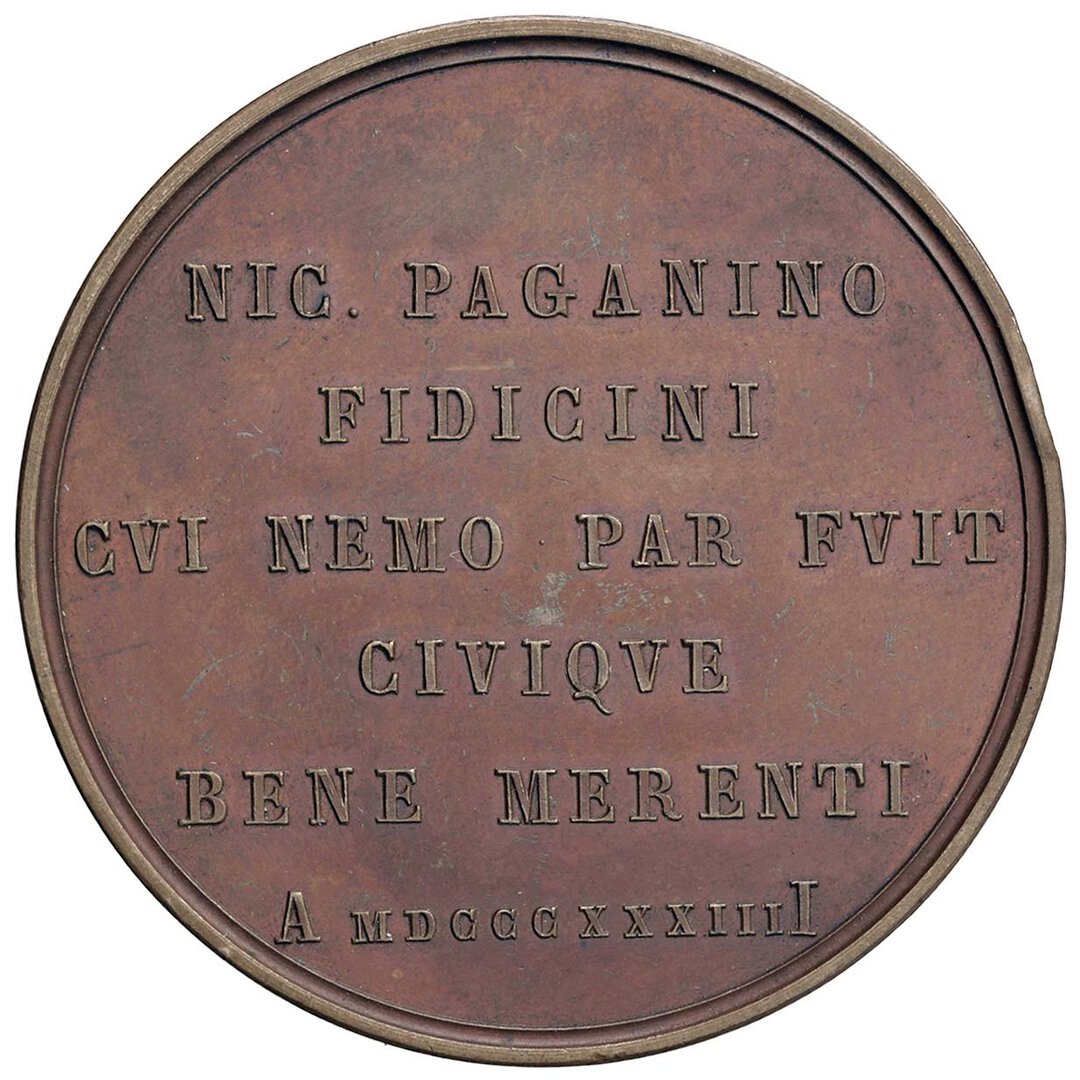 NIC. PAGANINO
FIDICINI
CVI NEMO PAR FVIT
CIVIQVE
BENE MERENTI
A MDCCCXXXIIII